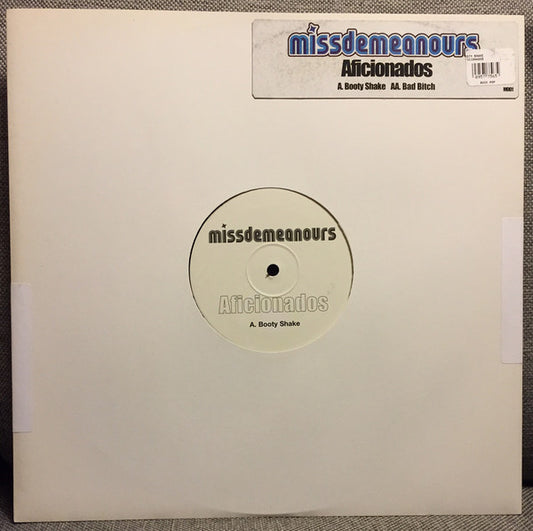 missdemeanours
Aficionados
A. Booty Shake AA. Bad Bitch
missdemeanours
Aficionados
A. Booty Shake